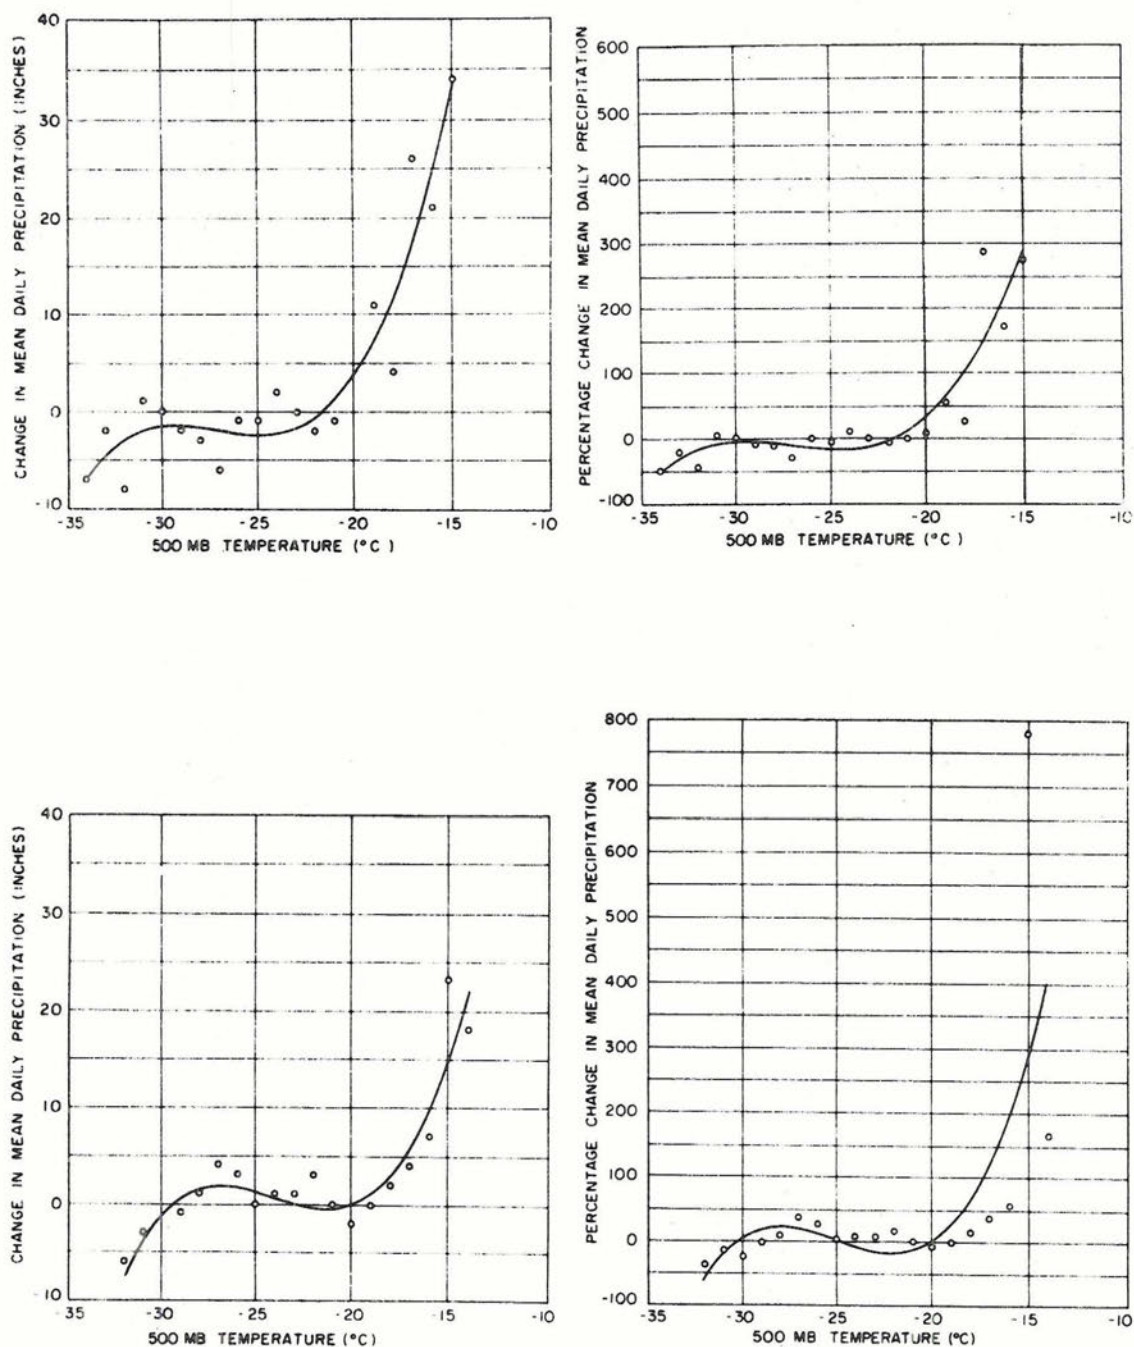 CHANGE IN MEAN DAILY PRECIPITATION (INCHES)
40
30
20
10
0
-10
-35 -30 -25 -20 -15 -10
500 MB TEMPERATURE (°C)
PERCENTAGE CHANGE IN MEAN DAILY PRECIPITATION
600
500
400
300
200
100
0
-100
-35 -30 -25 -20 -15 -10
500 MB TEMPERATURE (°C)
CHANGE IN MEAN DAILY PRECIPITATION (INCHES)
40
30
20
10
0
-10
-35 -30 -25 -20 -15 -10
500 MB TEMPERATURE (°C)
PERCENTAGE CHANGE IN MEAN DAILY PRECIPITATION
800
700
600
500
400
300
200
100
0
-100
-35 -30 -25 -20 -15 -10
500 MB TEMPERATURE (°C)